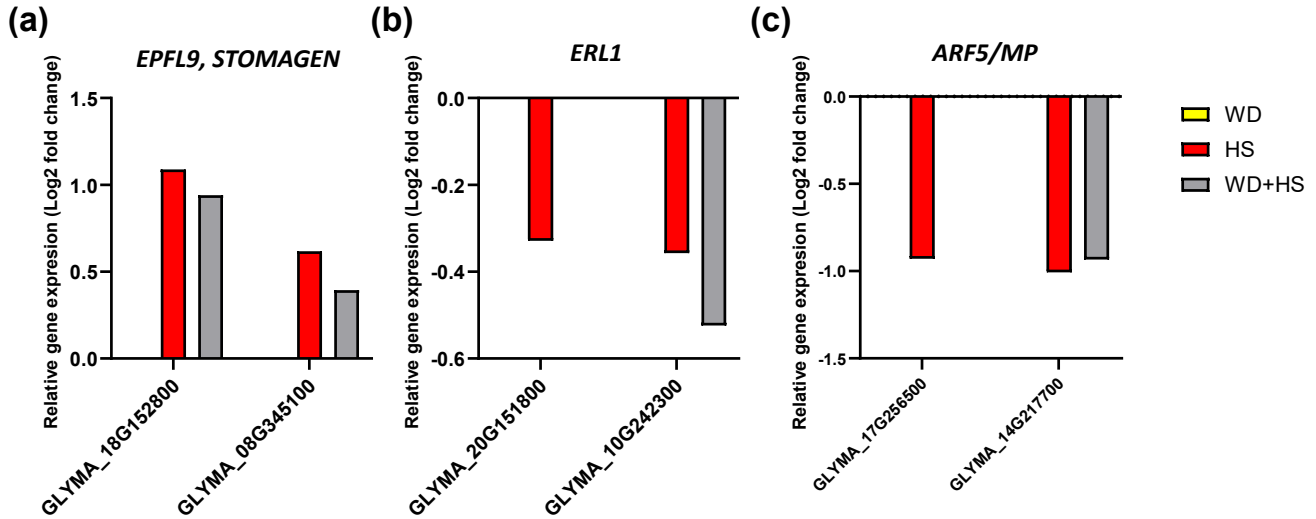 (a)
EPFL9, STOMAGEN
Relative gene expresion (Log2 fold change)
1.5
1.0
0.5
0.0
GLYMA_18G152800
GLYMA_08G345100
(b)
ERL1
Relative gene expresion (Log2 fold change)
0.0
-0.2
-0.4
-0.6
GLYMA_20G151800
GLYMA_10G242300
(c)
ARF5/MP
Relative gene expresion (Log2 fold change)
0.0
-0.5
-1.0
-1.5
GLYMA_17G256500
GLYMA_14G217700
WD
HS
WD+HS